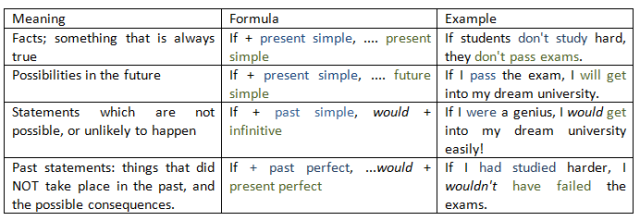 Meaning Formula Example
Facts; something that is always true
If + present simple, .... present simple
If students don't study hard, they don't pass exams.
Possibilities in the future
If + present simple, .... future simple
If I pass the exam, I will get into my dream university.
Statements which are not possible, or unlikely to happen
If + past simple, would + infinitive
If I were a genius, I would get into my dream university easily!
Past statements: things that did NOT take place in the past, and the possible consequences.
If + past perfect, ...would + present perfect
If I had studied harder, I wouldn't have failed the exams.